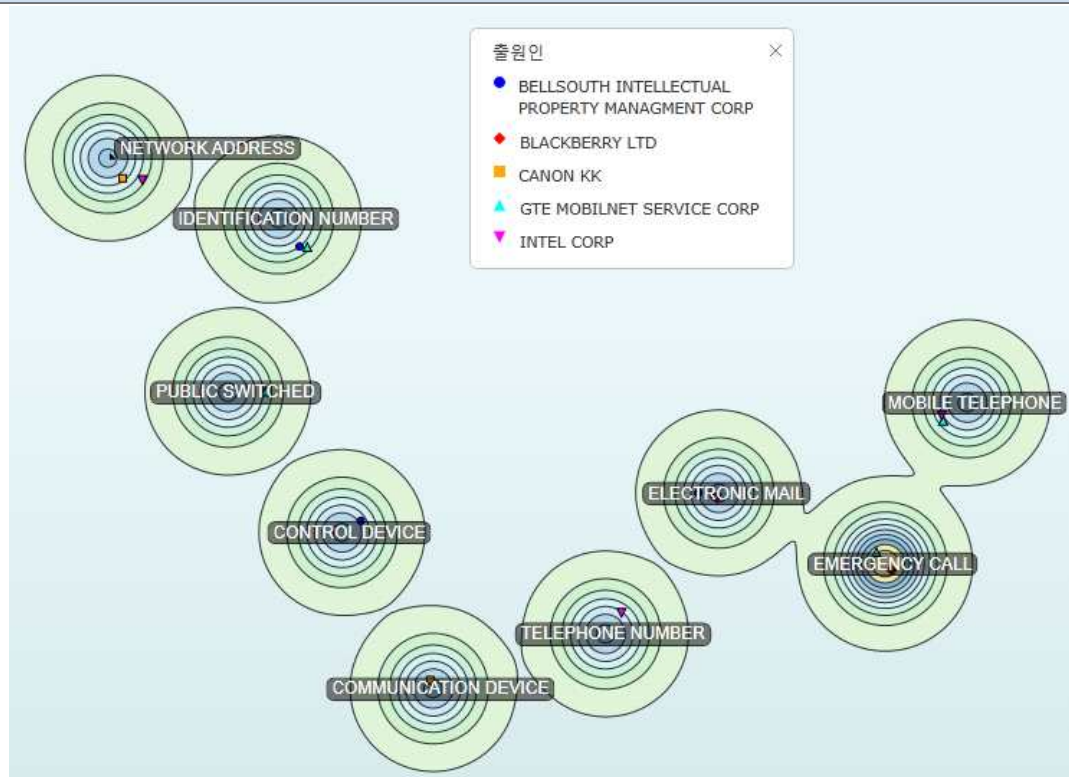 출원인
BELLSOUTH INTELLECTUAL
PROPERTY MANAGMENT CORP
BLACKBERRY LTD
CANON KK
GTE MOBILNET SERVICE CORP
INTEL CORP
NETWORK ADDRESS
IDENTIFICATION NUMBER
PUBLIC SWITCHED
MOBILE TELEPHONE
ELECTRONIC MAIL
CONTROL DEVICE
EMERGENCY CALL
TELEPHONE NUMBER
COMMUNICATION DEVICE